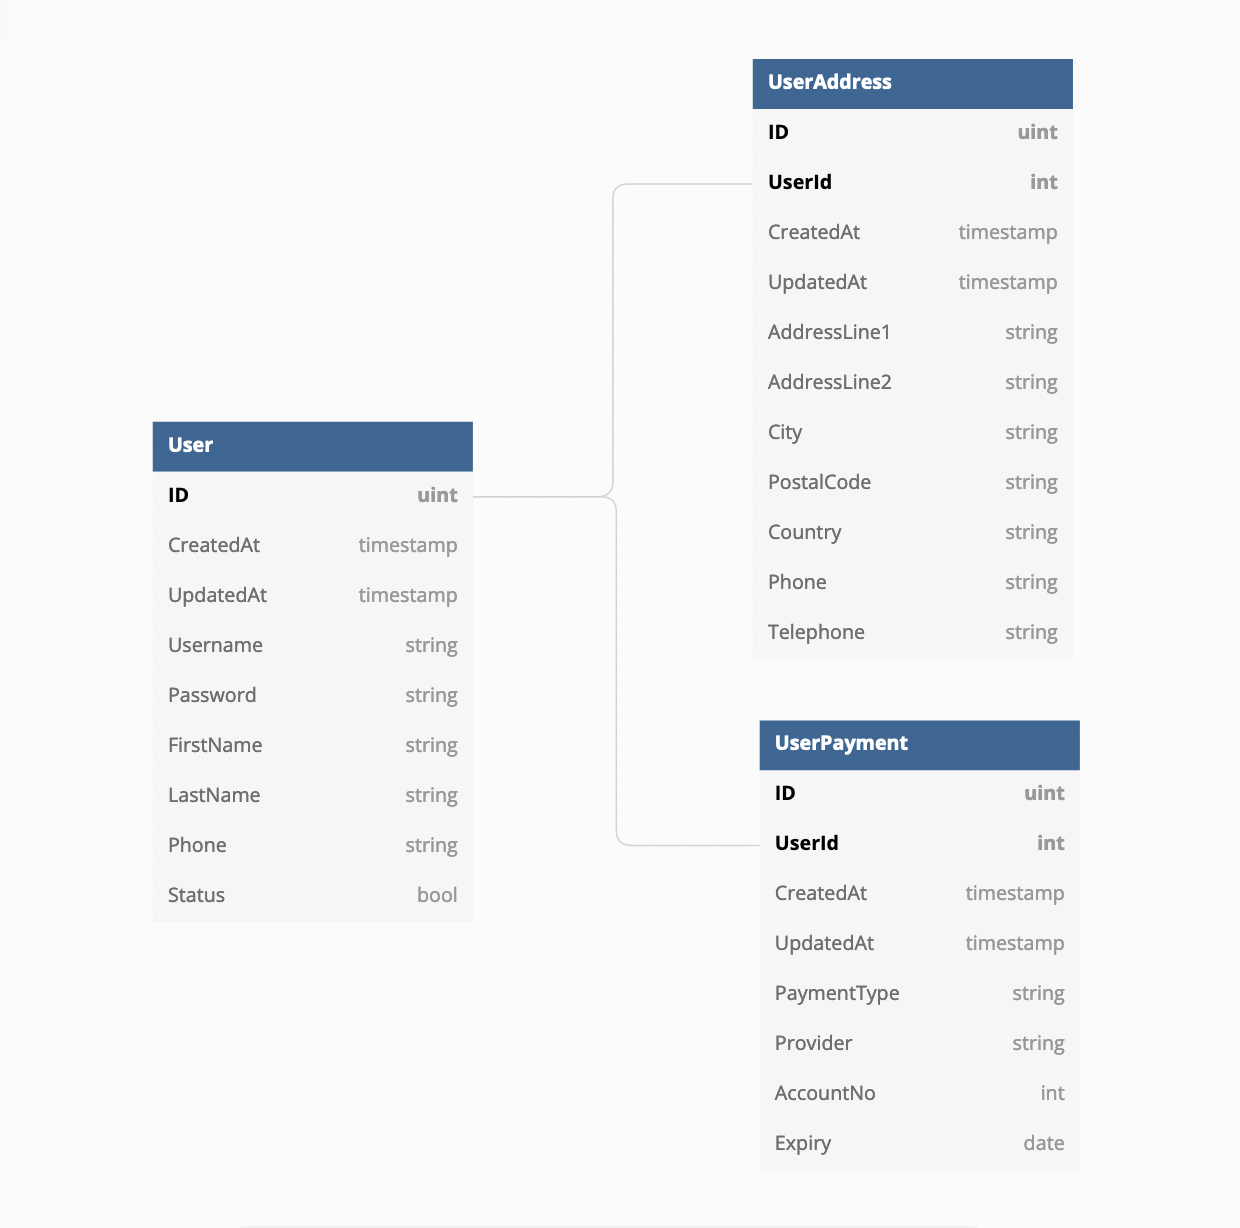 User
ID uint
CreatedAt timestamp
UpdatedAt timestamp
Username string
Password string
FirstName string
LastName string
Phone string
Status bool
UserAddress
ID uint
UserId int
CreatedAt timestamp
UpdatedAt timestamp
AddressLine1 string
AddressLine2 string
City string
PostalCode string
Country string
Phone string
Telephone string
UserPayment
ID uint
UserId int
CreatedAt timestamp
UpdatedAt timestamp
PaymentType string
Provider string
AccountNo int
Expiry date